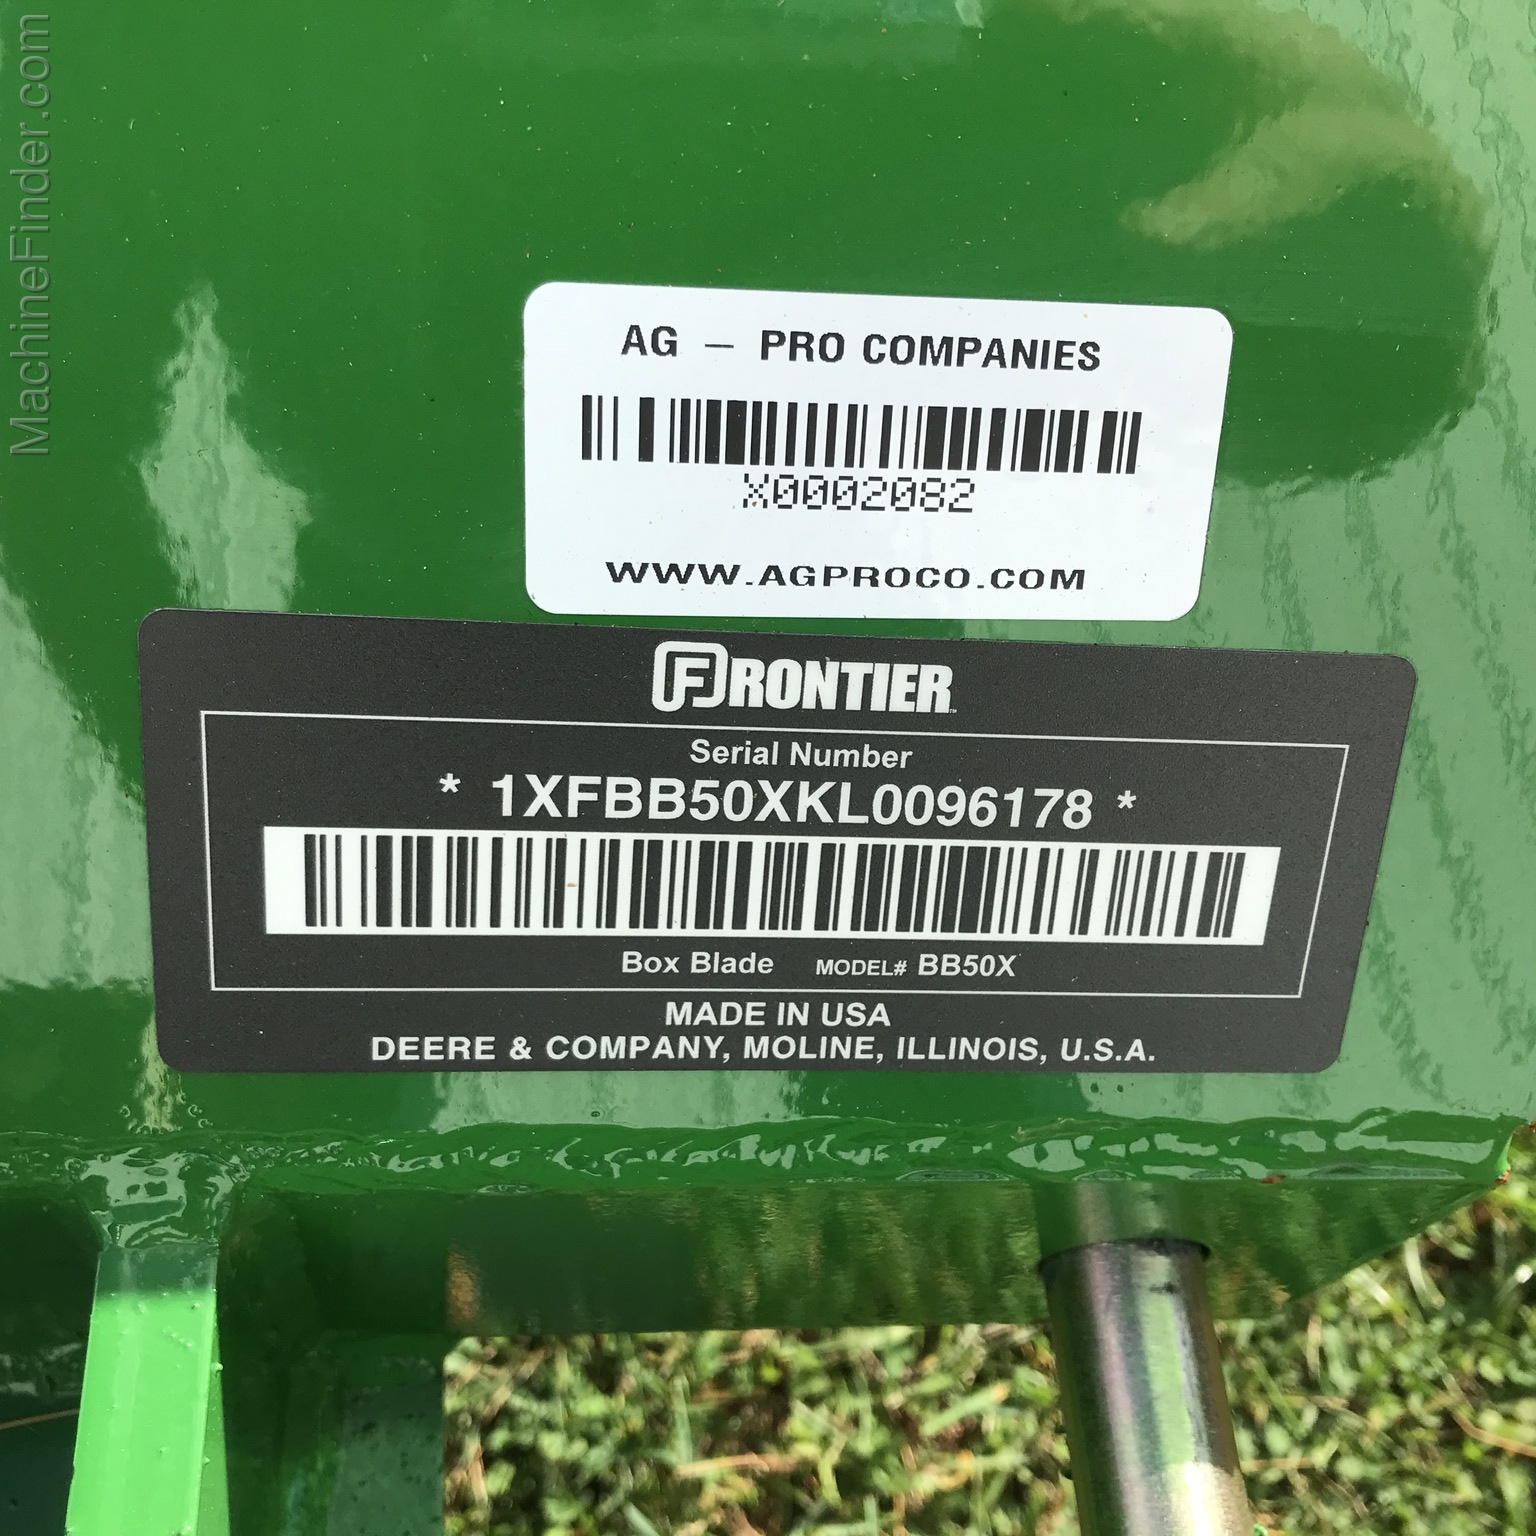 MachineFinder.com
AG - PRO COMPANIES
X0002082
WWW.AGPROCO.COM
FRONTIER™
Serial Number
* 1XFBB50XKL0096178 *
Box Blade MODEL# BB50X
MADE IN USA
DEERE & COMPANY, MOLINE, ILLINOIS, U.S.A.